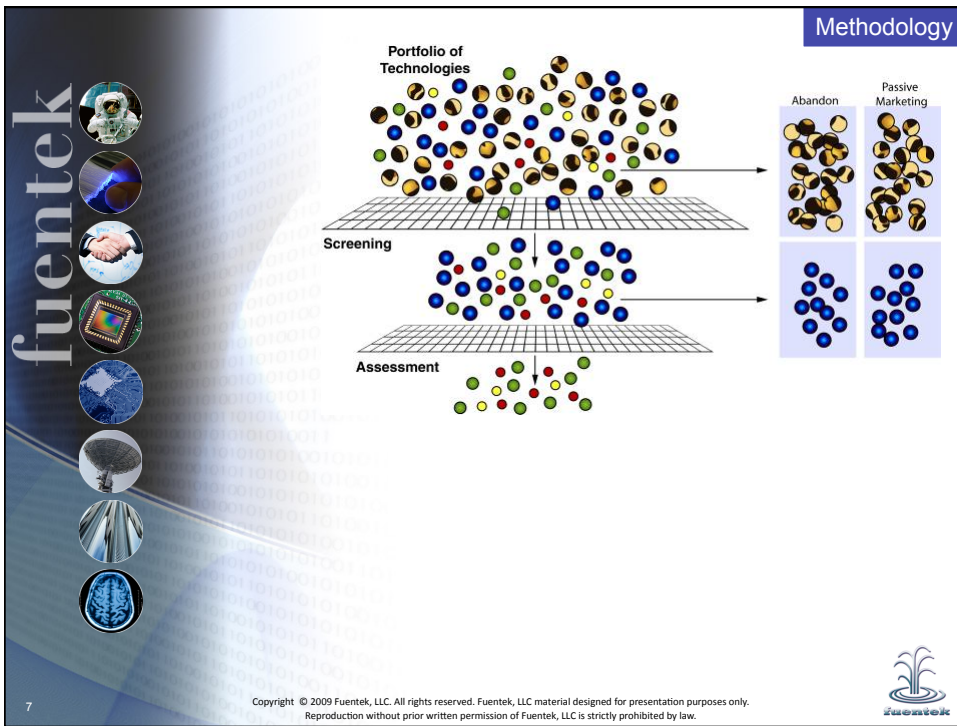 Methodology
fuentek
Portfolio of
Technologies
Abandon
Passive
Marketing
Screening
Assessment
7
Copyright © 2009 Fuentek, LLC. All rights reserved. Fuentek, LLC material designed for presentation purposes only.
Reproduction without prior written permission of Fuentek, LLC is strictly prohibited by law.
fuentek